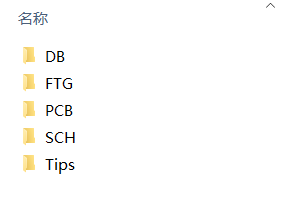 名称
DB
FTG
PCB
SCH
Tips